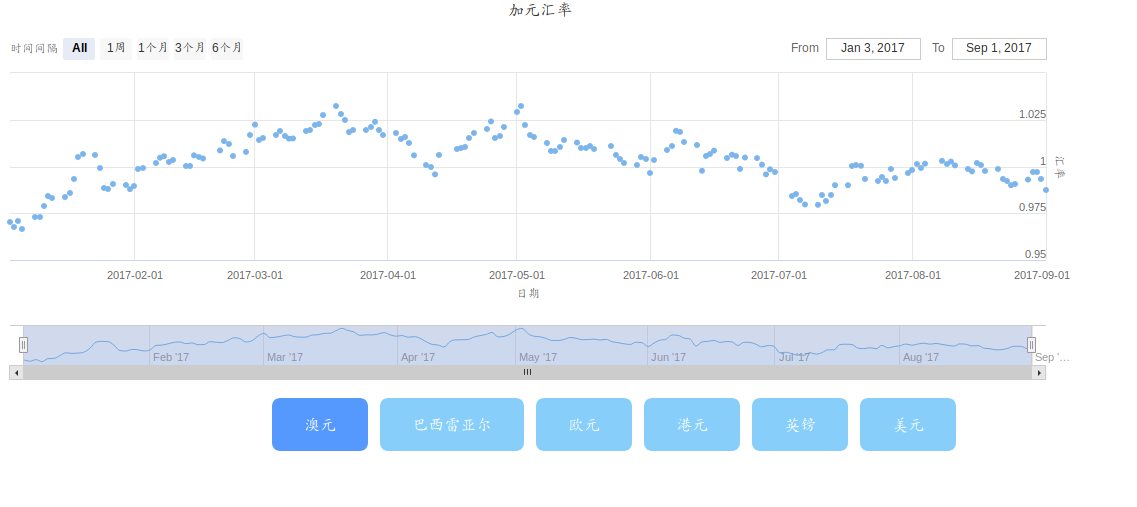 加元汇率
时间间隔 All 1周 1个月 3个月 6个月 From Jan 3, 2017 To Sep 1, 2017
1.025
1
汇率
0.975
0.95
2017-02-01 2017-03-01 2017-04-01 2017-05-01 2017-06-01 2017-07-01 2017-08-01 2017-09-01
日期
Feb '17 Mar '17 Apr '17 May '17 Jun '17 Jul '17 Aug '17 Sep '…
澳元 巴西雷亚尔 欧元 港元 英镑 美元